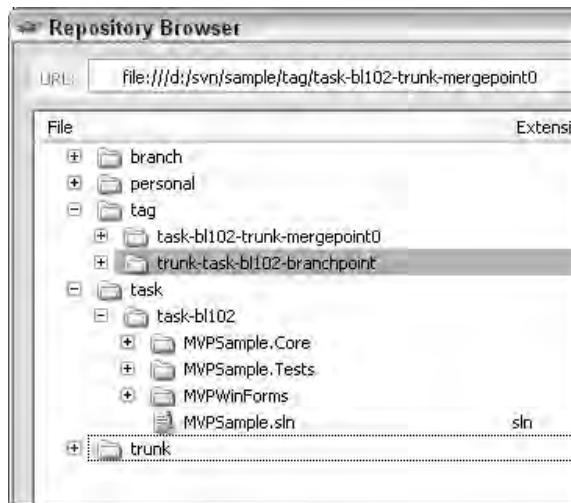 Repository Browser
URL: file:///d:/svn/sample/tag/task-bl102-trunk-mergepoint0
File Extensi
branch
personal
tag
task-bl102-trunk-mergepoint0
trunk-task-bl102-branchpoint
task
task-bl102
MVPSample.Core
MVPSample.Tests
MVPWinForms
MVPSample.sln sln
trunk